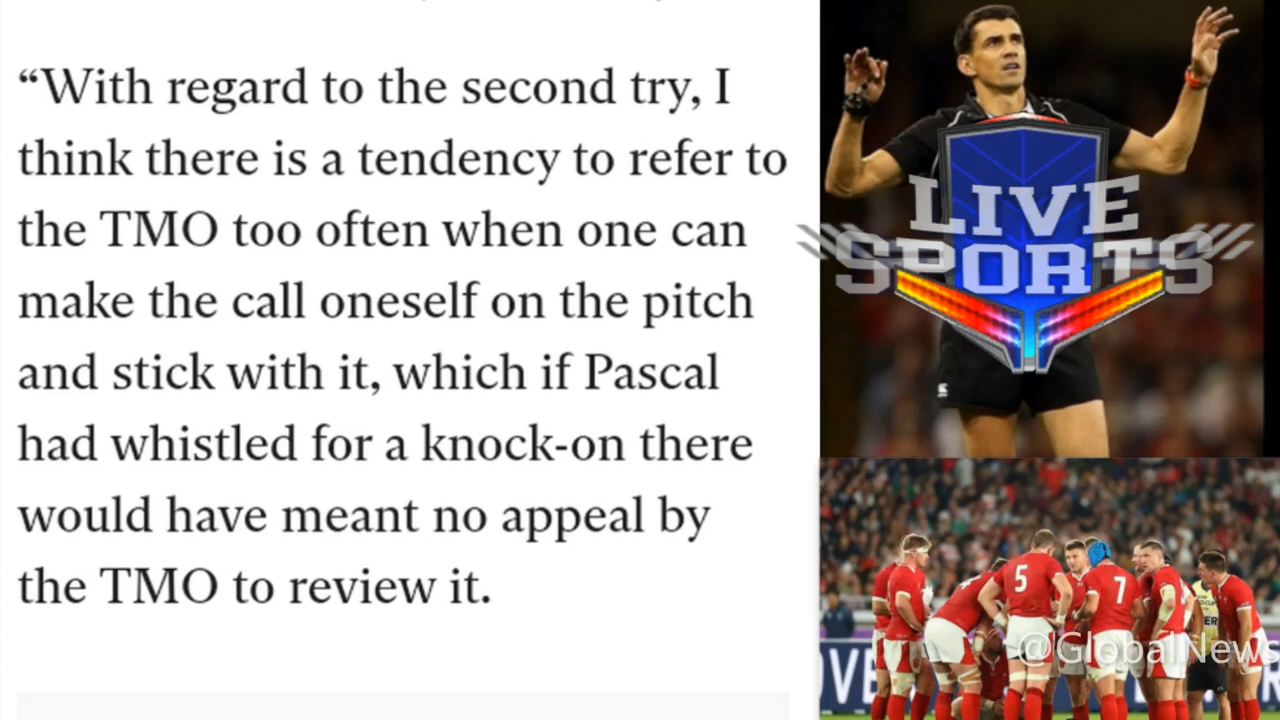 “With regard to the second try, I
think there is a tendency to refer to
the TMO too often when one can
make the call oneself on the pitch
and stick with it, which if Pascal
had whistled for a knock-on there
would have meant no appeal by
the TMO to review it.
LIVE
SPORTS
5
7
@GlobalNews